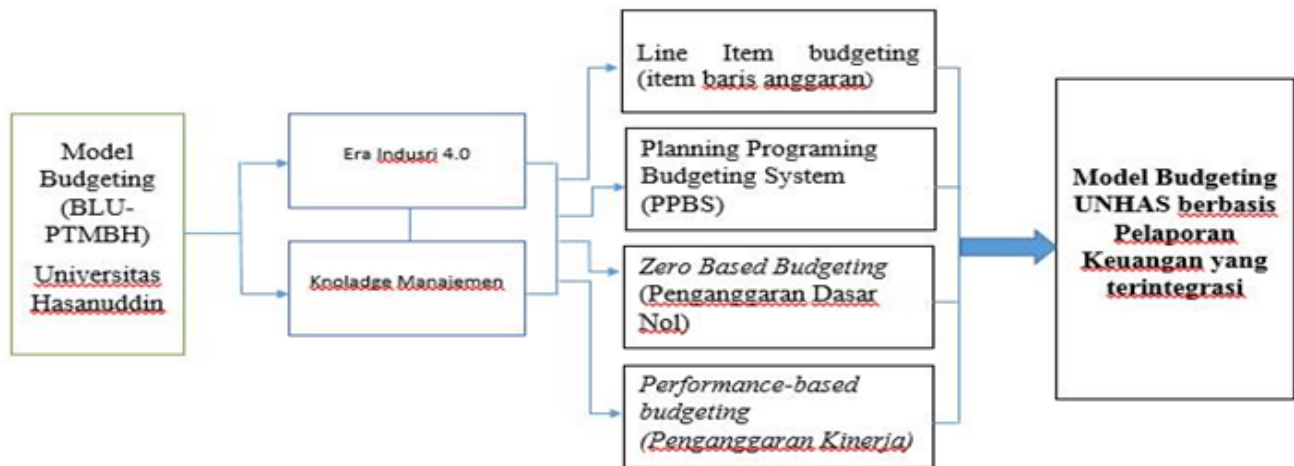 Model
Budgeting
(BLU-
PTMBH)
Universitas
Hasanuddin
Era Indusri 4.0
Knoladge Manajemen
Line Item budgeting
(item baris anggaran)
Planning Programing
Budgeting System
(PPBS)
Zero Based Budgeting
(Penganggaran Dasar
Nol)
Performance-based
budgeting
(Penganggaran Kinerja)
Model Budgeting
UNHAS berbasis
Pelaporan
Keuangan yang
terintegrasi